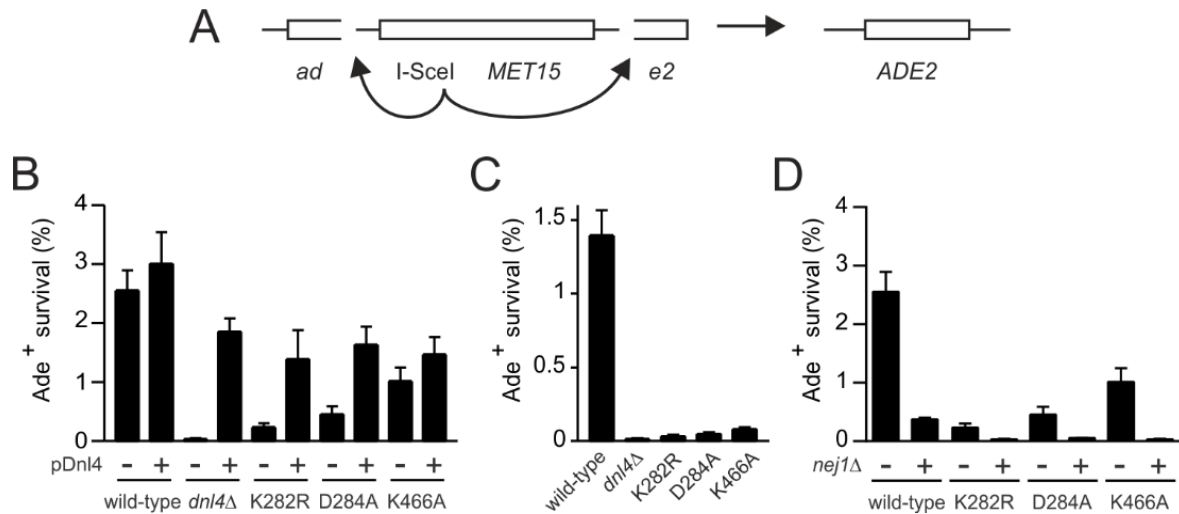 A
ad I-SceI MET15 e2 ADE2
B
Ade+ survival (%)
4
3
2
1
0
pDnl4 - + - + - + - + - +
wild-type dnl4Δ K282R D284A K466A
C
Ade+ survival (%)
1.5
1
0.5
0
wild-type
dnl4Δ
K282R
D284A
K466A
D
Ade+ survival (%)
4
3
2
1
0
nej1Δ - + - + - + - +
wild-type K282R D284A K466A